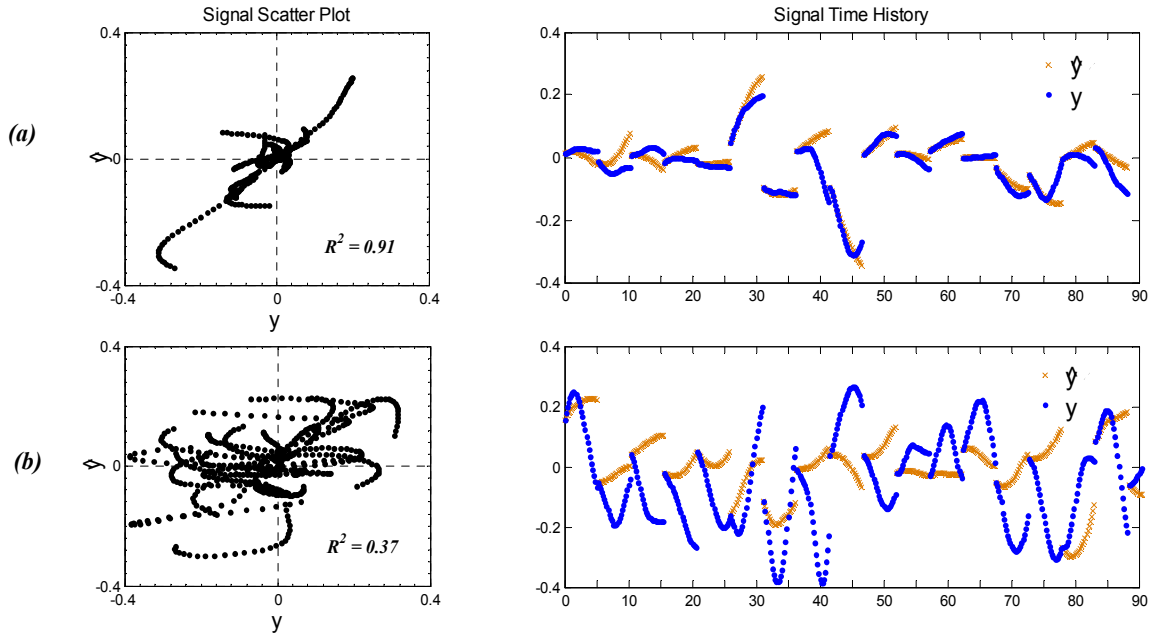 Signal Scatter Plot
Signal Time History
(a)
0.4
0
-0.4
ŷ
-0.4 0 0.4
y
R² = 0.91
0.4
0.2
0
-0.2
-0.4
0 10 20 30 40 50 60 70 80 90
ŷ
y
(b)
0.4
0
-0.4
ŷ
-0.4 0 0.4
y
R² = 0.37
0.4
0.2
0
-0.2
-0.4
0 10 20 30 40 50 60 70 80 90
ŷ
y